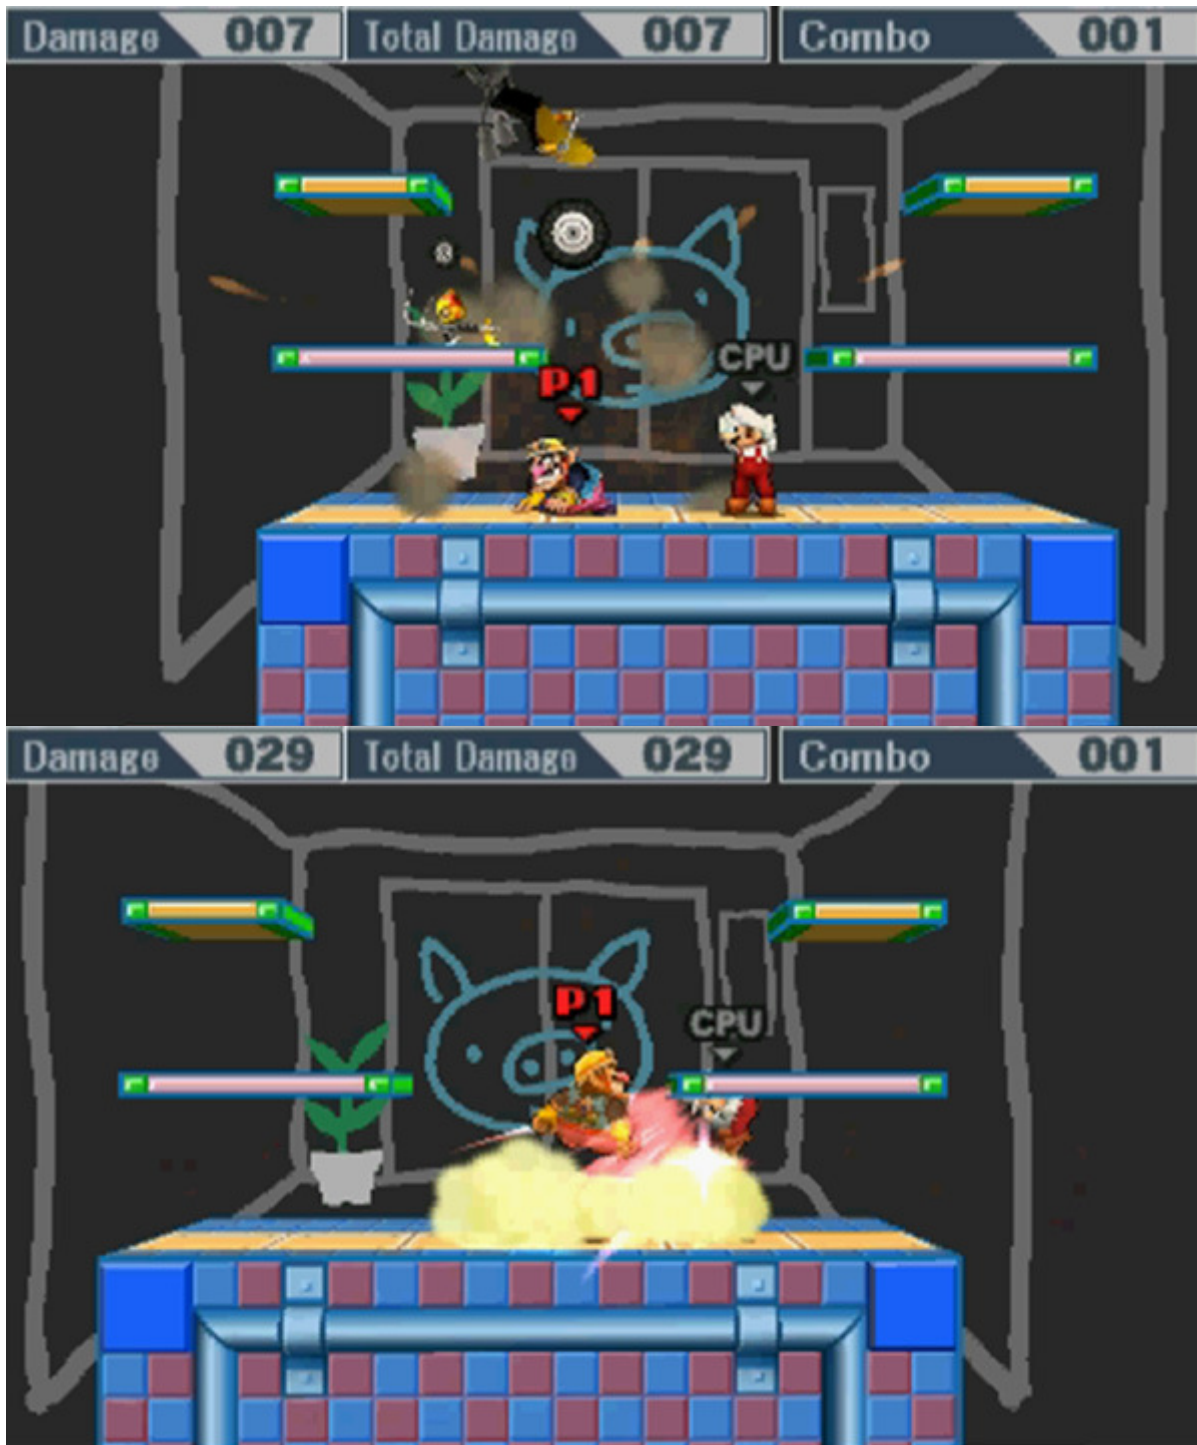 Damage 007 Total Damage 007 Combo 001
CPU
P1
Damage 029 Total Damage 029 Combo 001
P1
CPU